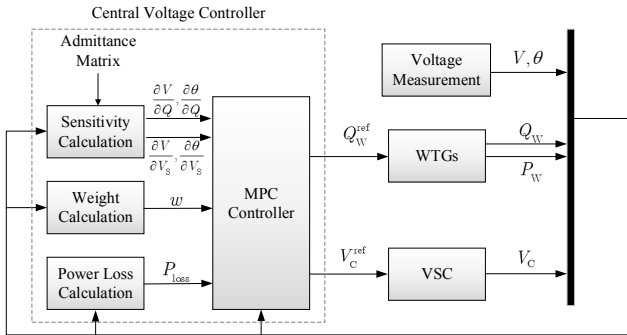 Central Voltage Controller
Admittance
Matrix
Sensitivity
Calculation
∂V/∂Q, ∂θ/∂Q
∂V/∂V_S, ∂θ/∂V_S
Weight
Calculation
w
Power Loss
Calculation
P_loss
MPC
Controller
Voltage
Measurement
V, θ
Q_W^ref
WTGs
Q_W
P_W
V_C^ref
VSC
V_C